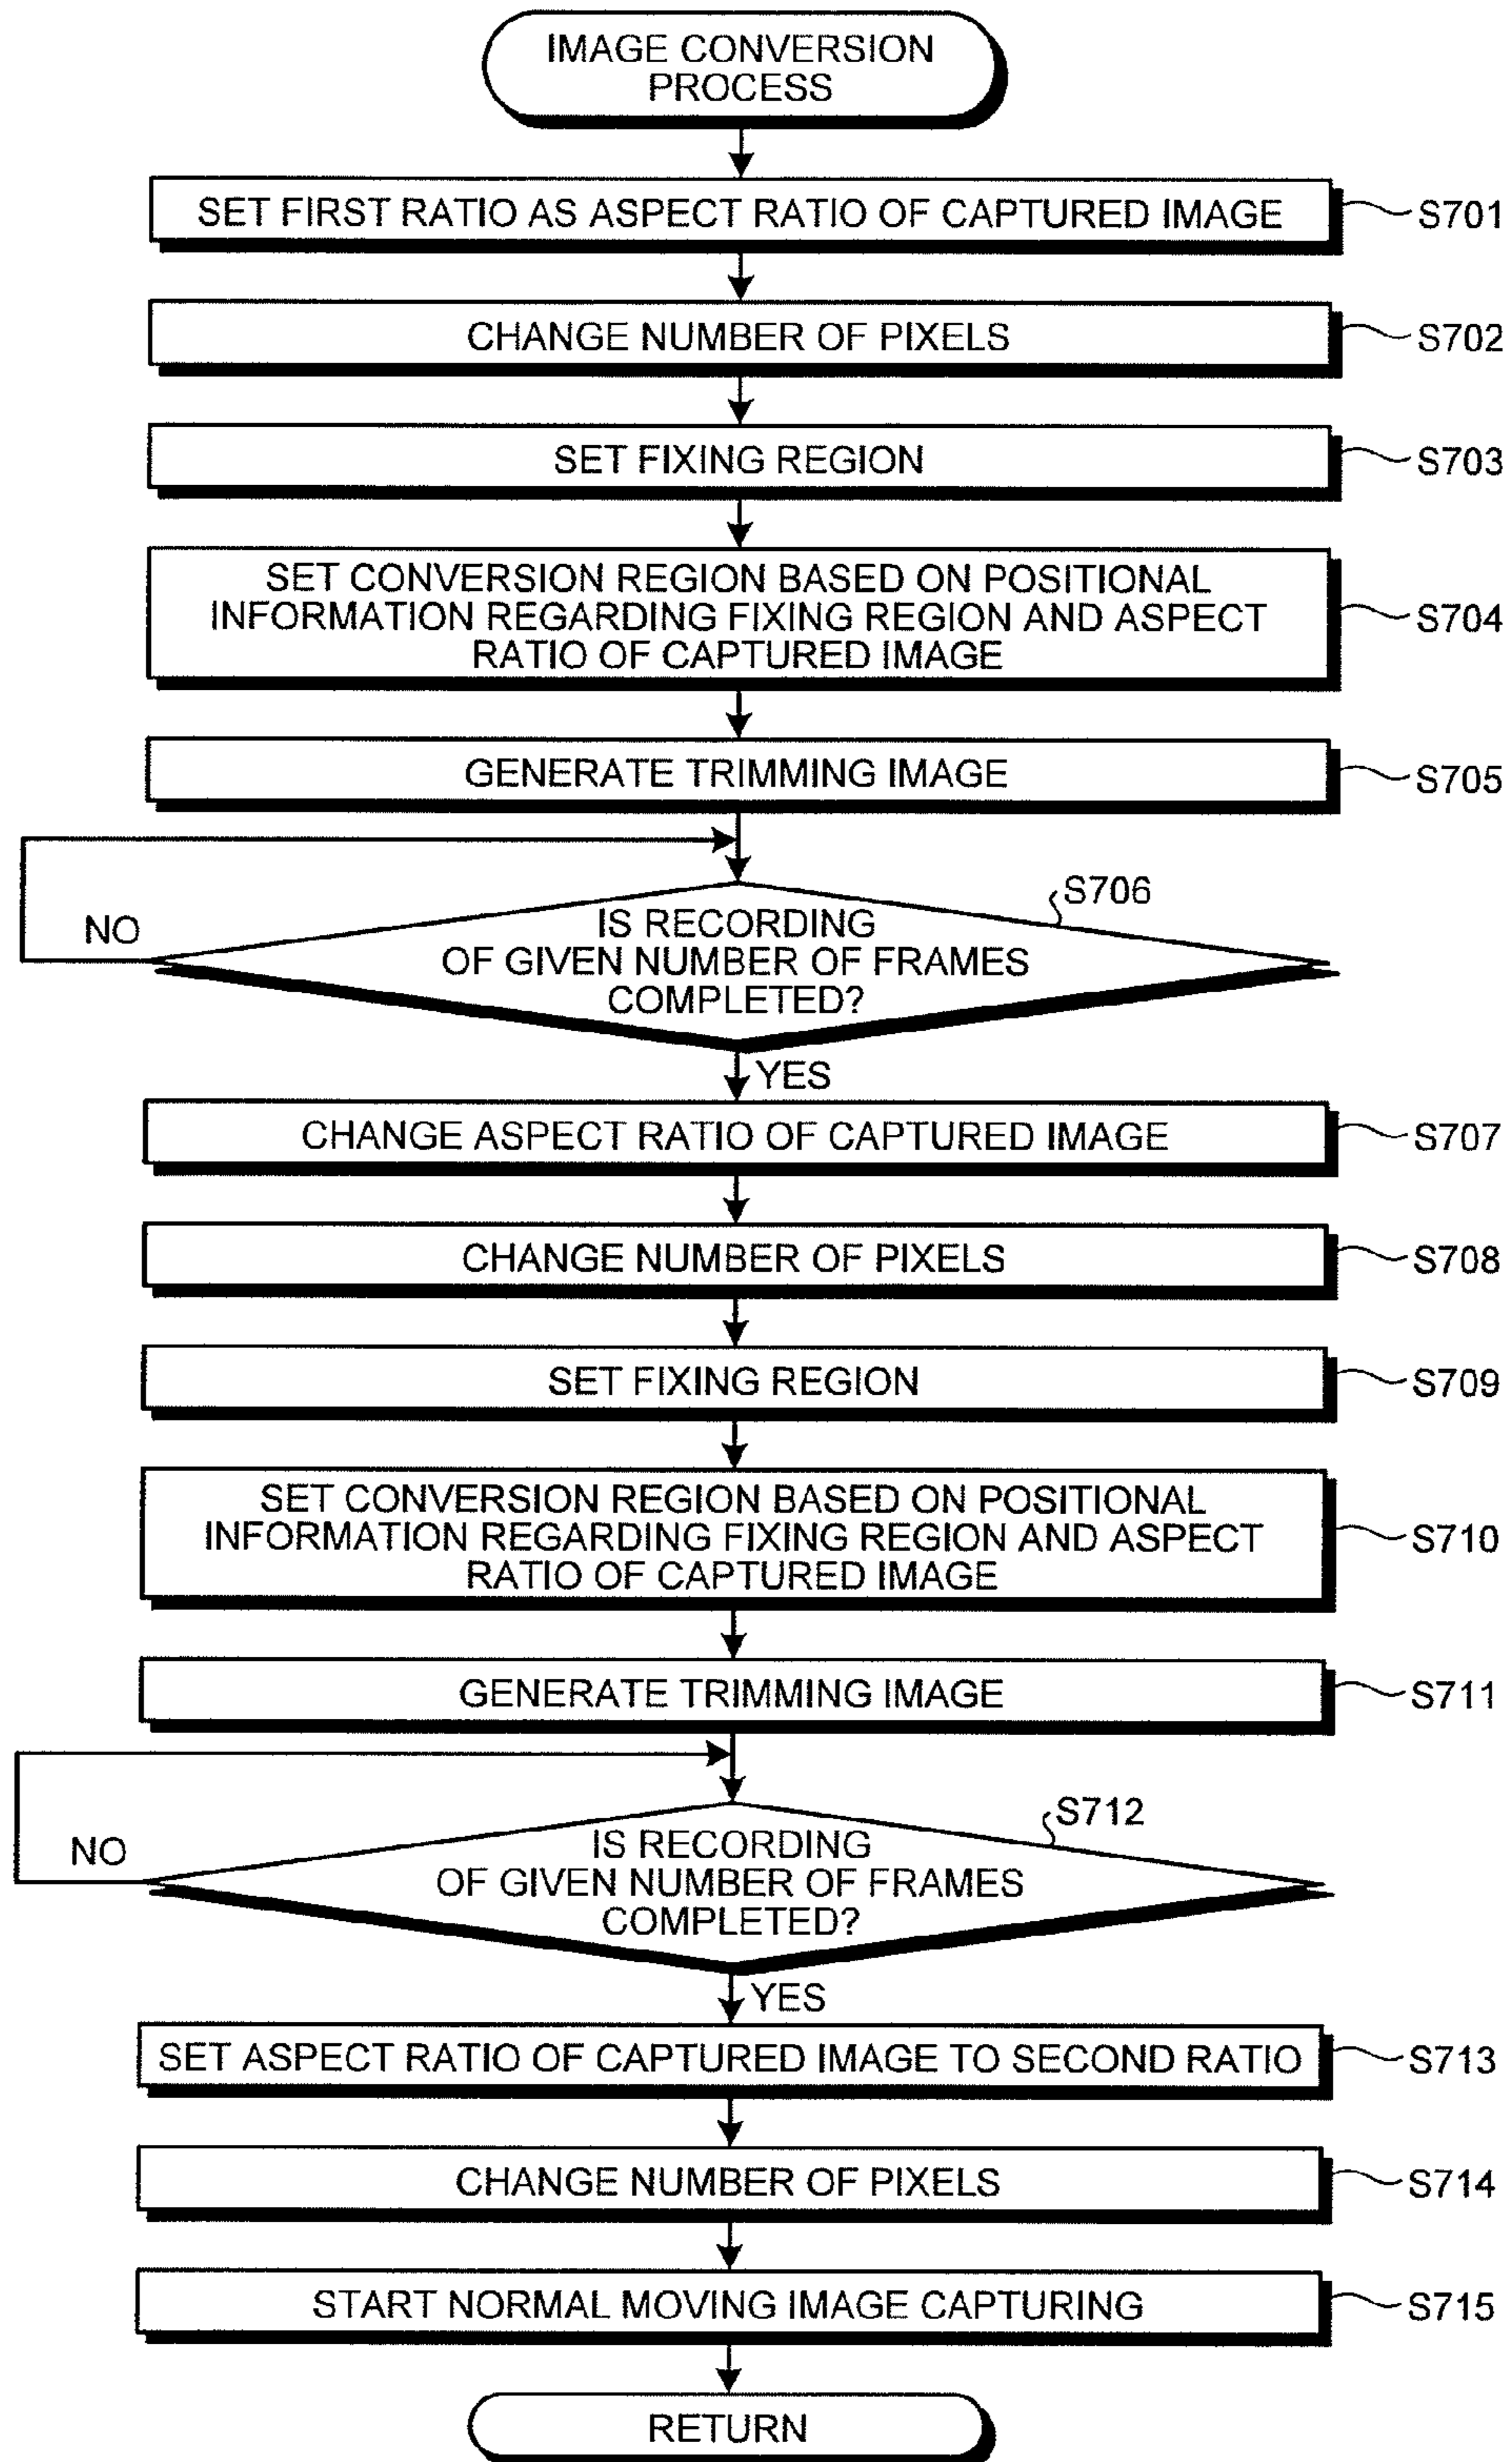 IMAGE CONVERSION
PROCESS
SET FIRST RATIO AS ASPECT RATIO OF CAPTURED IMAGE
S701
CHANGE NUMBER OF PIXELS
S702
SET FIXING REGION
S703
SET CONVERSION REGION BASED ON POSITIONAL
INFORMATION REGARDING FIXING REGION AND ASPECT
RATIO OF CAPTURED IMAGE
S704
GENERATE TRIMMING IMAGE
S705
S706
NO
IS RECORDING
OF GIVEN NUMBER OF FRAMES
COMPLETED?
YES
CHANGE ASPECT RATIO OF CAPTURED IMAGE
S707
CHANGE NUMBER OF PIXELS
S708
SET FIXING REGION
S709
SET CONVERSION REGION BASED ON POSITIONAL
INFORMATION REGARDING FIXING REGION AND ASPECT
RATIO OF CAPTURED IMAGE
S710
GENERATE TRIMMING IMAGE
S711
S712
NO
IS RECORDING
OF GIVEN NUMBER OF FRAMES
COMPLETED?
YES
SET ASPECT RATIO OF CAPTURED IMAGE TO SECOND RATIO
S713
CHANGE NUMBER OF PIXELS
S714
START NORMAL MOVING IMAGE CAPTURING
S715
RETURN